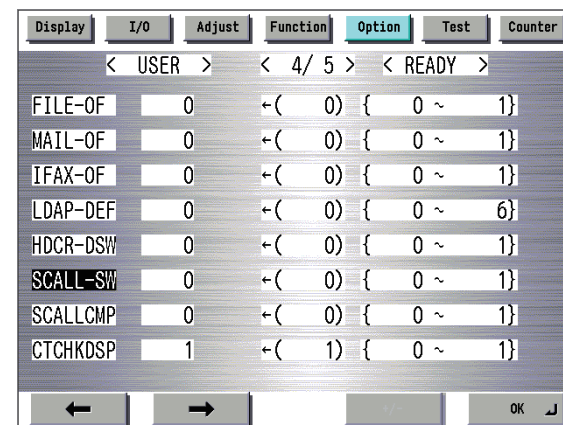 Display I/O Adjust Function Option Test Counter
< USER > < 4/ 5 > < READY >
FILE-OF 0 ←( 0) { 0 ~ 1}
MAIL-OF 0 ←( 0) { 0 ~ 1}
IFAX-OF 0 ←( 0) { 0 ~ 1}
LDAP-DEF 0 ←( 0) { 0 ~ 6}
HDCR-DSW 0 ←( 0) { 0 ~ 1}
SCALL-SW 0 ←( 0) { 0 ~ 1}
SCALLCMP 0 ←( 0) { 0 ~ 1}
CTCHKDSP 1 ←( 1) { 0 ~ 1}
← → +/- OK ↵